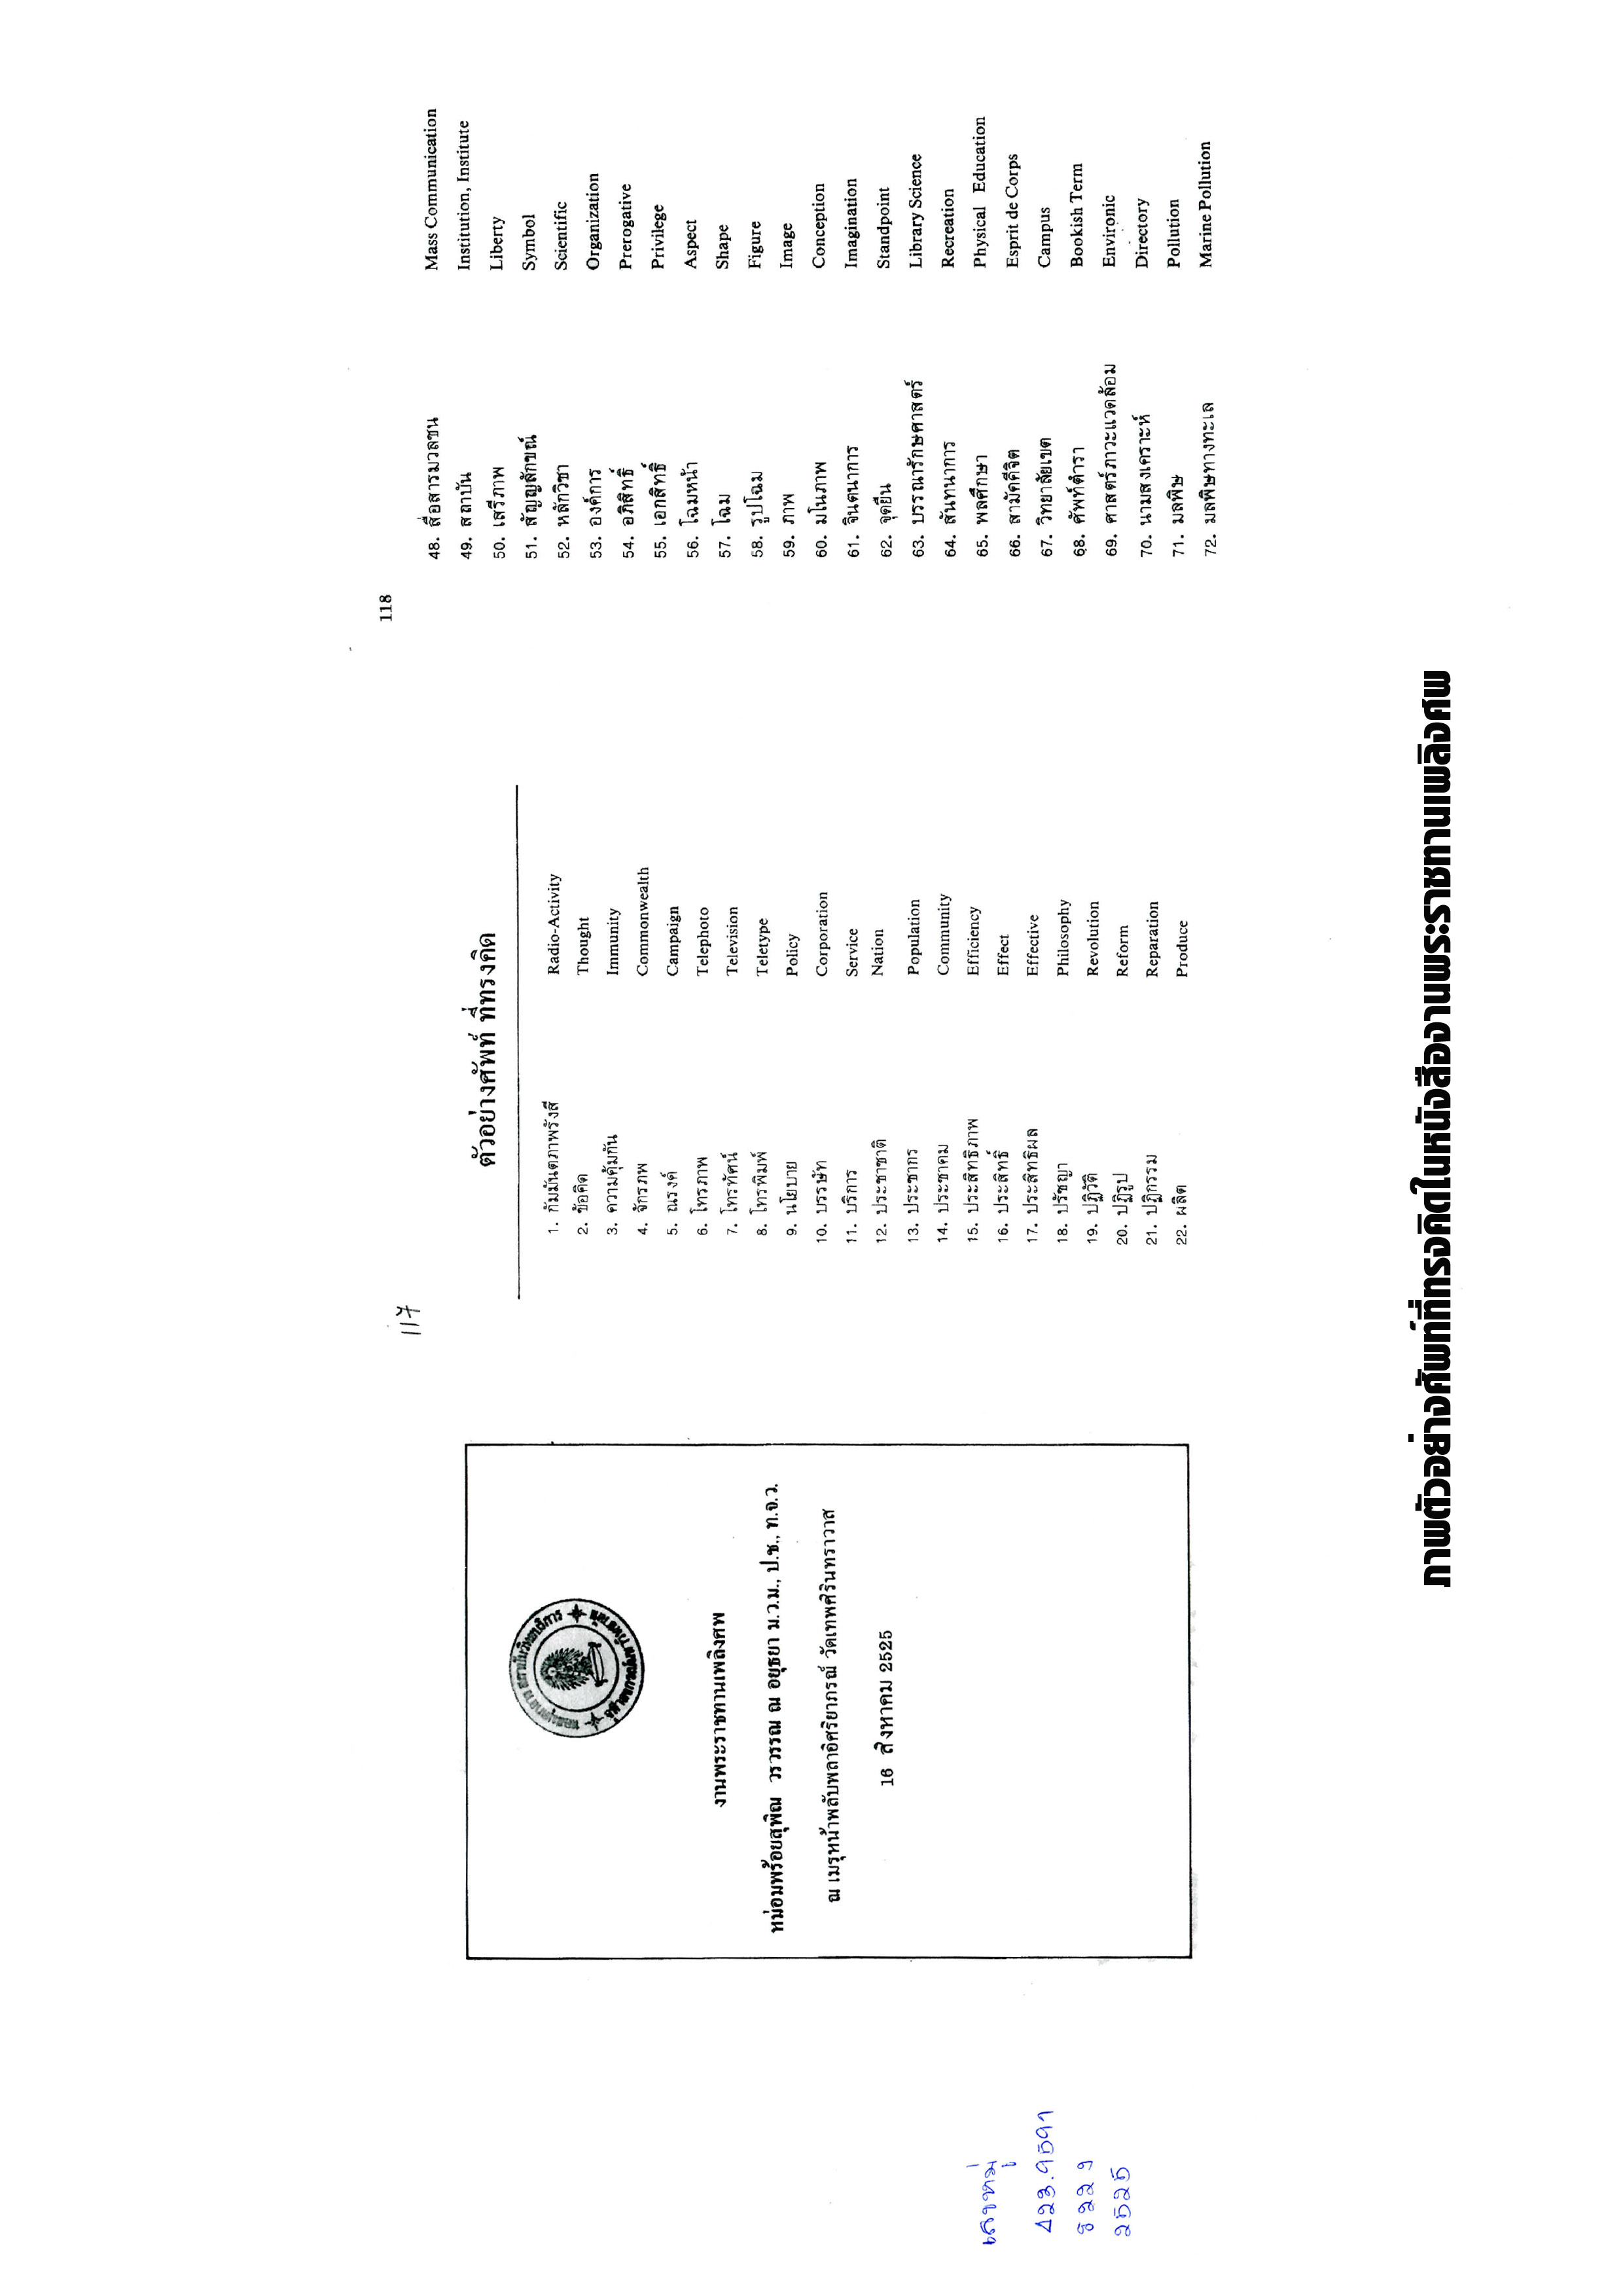 งานพระราชทานเพลิงศพ
หม่อมพร้อยสุพิณ วรวรรณ ณ อยุธยา ม.ว.ม., ป.ช., ท.จ.ว.
ณ เมรุหน้าพลับพลาอิศริยาภรณ์ วัดเทพศิรินทราวาส
16 สิงหาคม 2525
117
ตัวอย่างศัพท์ ที่ทรงคิด
1. กัมมันตภาพรังสี Radio-Activity
2. ข้อคิด Thought
3. ความคุ้มกัน Immunity
4. จักรภพ Commonwealth
5. ณรงค์ Campaign
6. โทรภาพ Telephoto
7. โทรทัศน์ Television
8. โทรพิมพ์ Teletype
9. นโยบาย Policy
10. บรรษัท Corporation
11. บริการ Service
12. ประชาชาติ Nation
13. ประชากร Population
14. ประชาคม Community
15. ประสิทธิภาพ Efficiency
16. ประสิทธิ์ Effect
17. ประสิทธิผล Effective
18. ปรัชญา Philosophy
19. ปฏิวัติ Revolution
20. ปฏิรูป Reform
21. ปฏิกรรม Reparation
22. ผลิต Produce
118
48. สื่อสารมวลชน Mass Communication
49. สถาบัน Institution, Institute
50. เสรีภาพ Liberty
51. สัญญลักขณ์ Symbol
52. หลักวิชา Scientific
53. องค์การ Organization
54. อภิสิทธิ์ Prerogative
55. เอกสิทธิ์ Privilege
56. โฉมหน้า Aspect
57. โฉม Shape
58. รูปโฉม Figure
59. ภาพ Image
60. มโนภาพ Conception
61. จินตนาการ Imagination
62. จุดยืน Standpoint
63. บรรณารักษศาสตร์ Library Science
64. สันทนาการ Recreation
65. พลศึกษา Physical Education
66. สามัคคีจิต Esprit de Corps
67. วิทยาลัยเขต Campus
68. ศัพท์ตำรา Bookish Term
69. ศาสตร์ภาวะแวดล้อม Environic
70. นามสงเคราะห์ Directory
71. มลพิษ Pollution
72. มลพิษทางทะเล Marine Pollution
เลขหมู่
423.9591
๒๕๒๕
ภาพตัวอย่างศัพท์ที่ทรงคิดในหนังสืองานพระราชทานเพลิงศพ